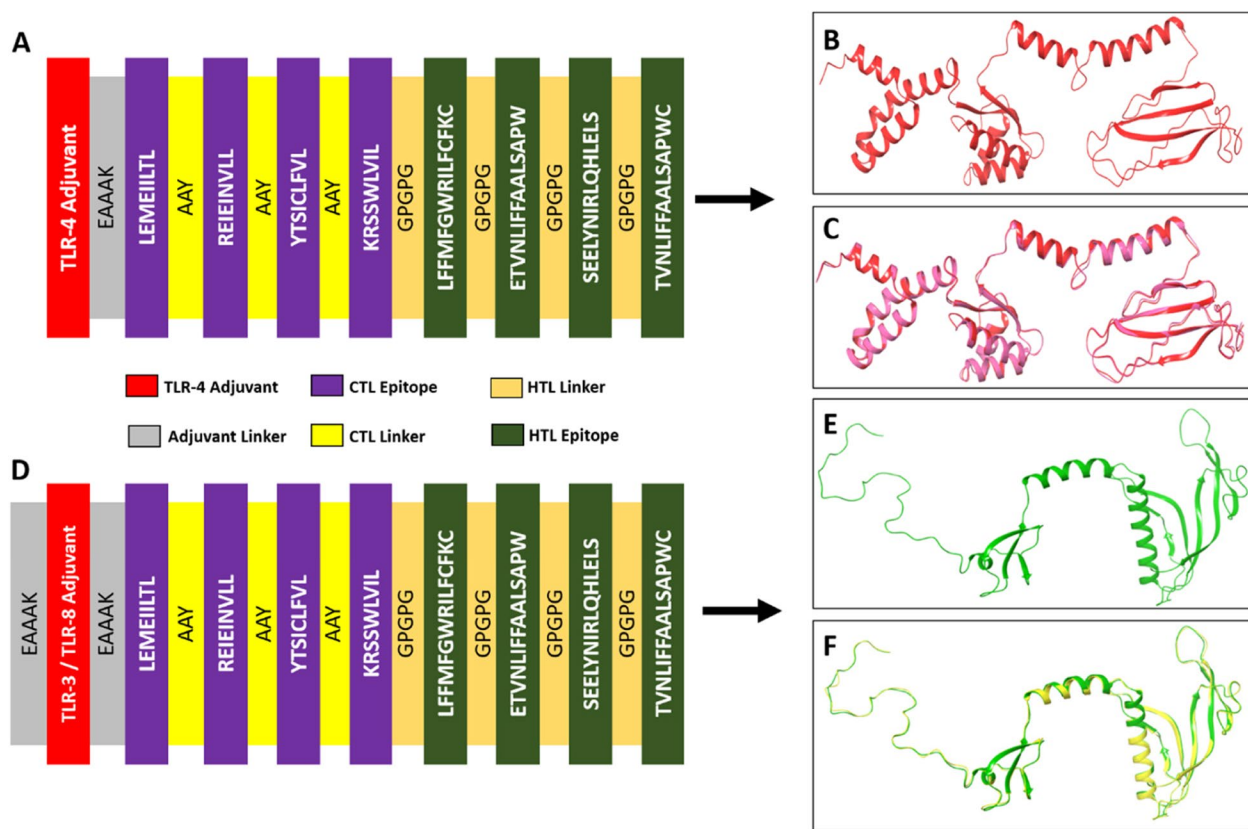 A
TLR-4 Adjuvant
EAAAK
LEMEIILTL
AAY
REIEINVLL
AAY
YTSICLFVL
AAY
KRSSWLVIL
GPGPG
LFFMFGWRILFCFKC
GPGPG
ETVNLIFFAALSAPW
GPGPG
SEELYNIRLQHLELS
GPGPG
TVNLIFFAALSAPWC
B
C
TLR-4 Adjuvant
CTL Epitope
HTL Linker
Adjuvant Linker
CTL Linker
HTL Epitope
D
EAAAK
TLR-3 / TLR-8 Adjuvant
EAAAK
LEMEIILTL
AAY
REIEINVLL
AAY
YTSICLFVL
AAY
KRSSWLVIL
GPGPG
LFFMFGWRILFCFKC
GPGPG
ETVNLIFFAALSAPW
GPGPG
SEELYNIRLQHLELS
GPGPG
TVNLIFFAALSAPWC
E
F